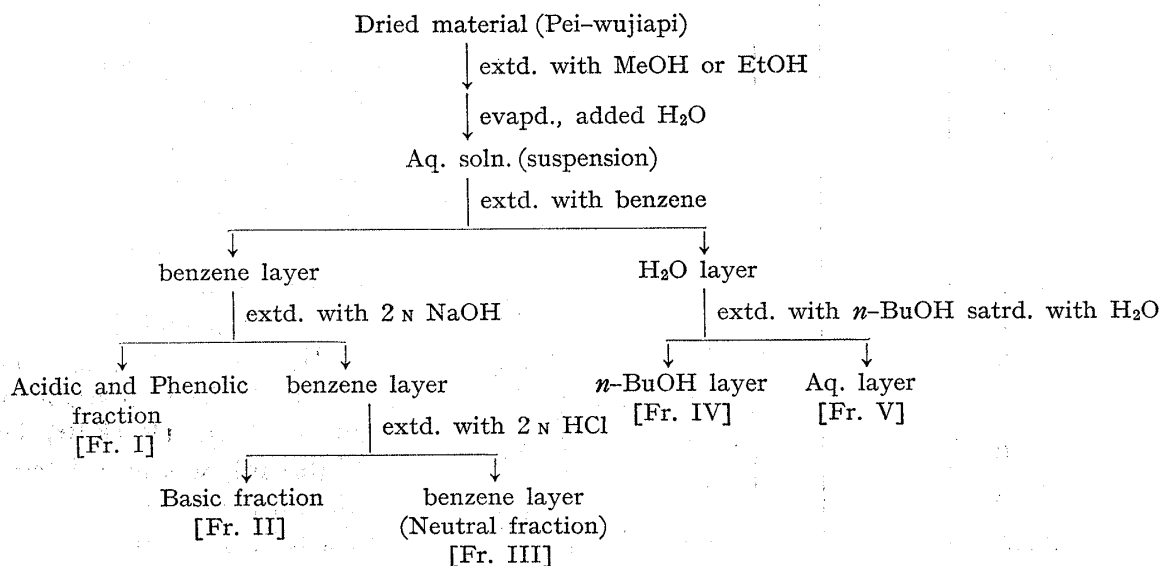 Dried material (Pei-wujiapi)
extd. with MeOH or EtOH
evapd., added H₂O
Aq. soln. (suspension)
extd. with benzene
benzene layer
H₂O layer
extd. with 2 N NaOH
extd. with n-BuOH satrd. with H₂O
Acidic and Phenolic
fraction
[Fr. I]
benzene layer
n-BuOH layer
[Fr. IV]
Aq. layer
[Fr. V]
extd. with 2 N HCl
Basic fraction
[Fr. II]
benzene layer
(Neutral fraction)
[Fr. III]